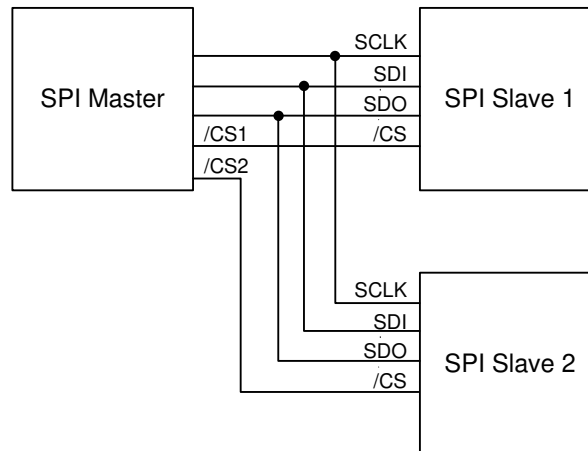 SCLK
SDI
SPI Master
SDO
SPI Slave 1
/CS1
/CS
/CS2
SCLK
SDI
SDO
SPI Slave 2
/CS